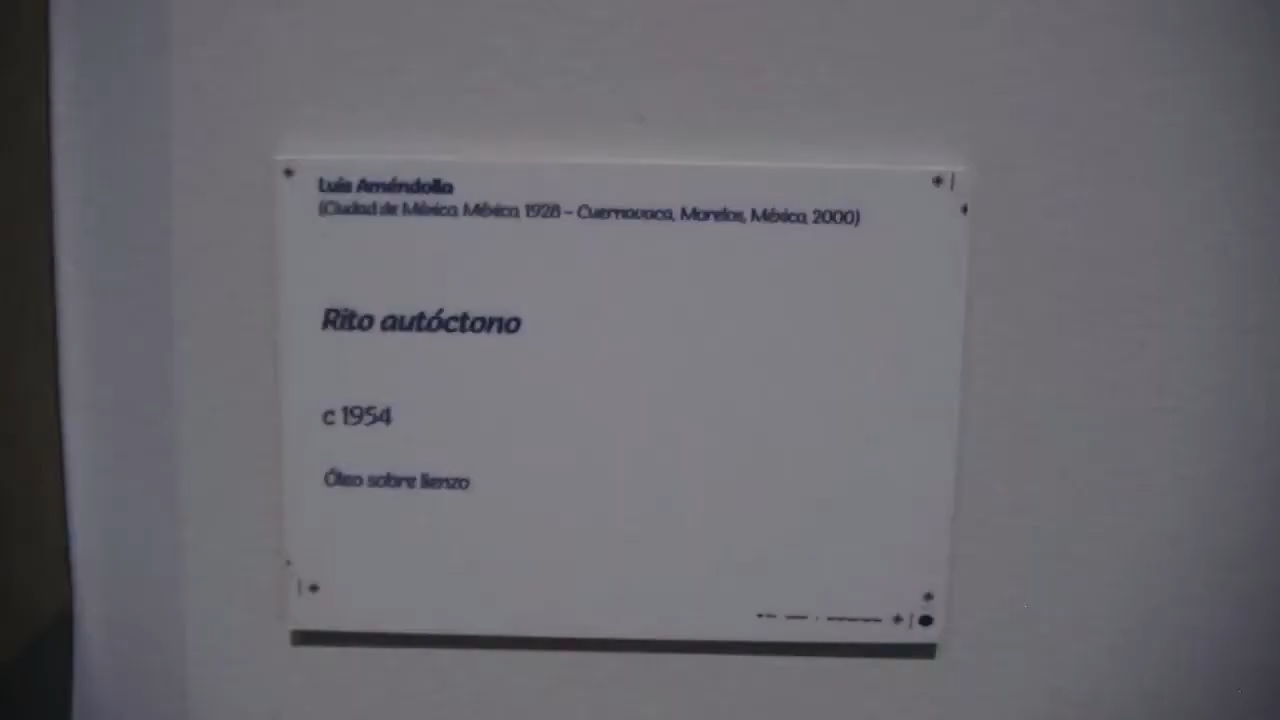 Luis Améndolla
(Ciudad de México, México, 1928 – Cuernavaca, Morelos, México, 2000)
Rito autóctono
c 1954
Óleo sobre lienzo